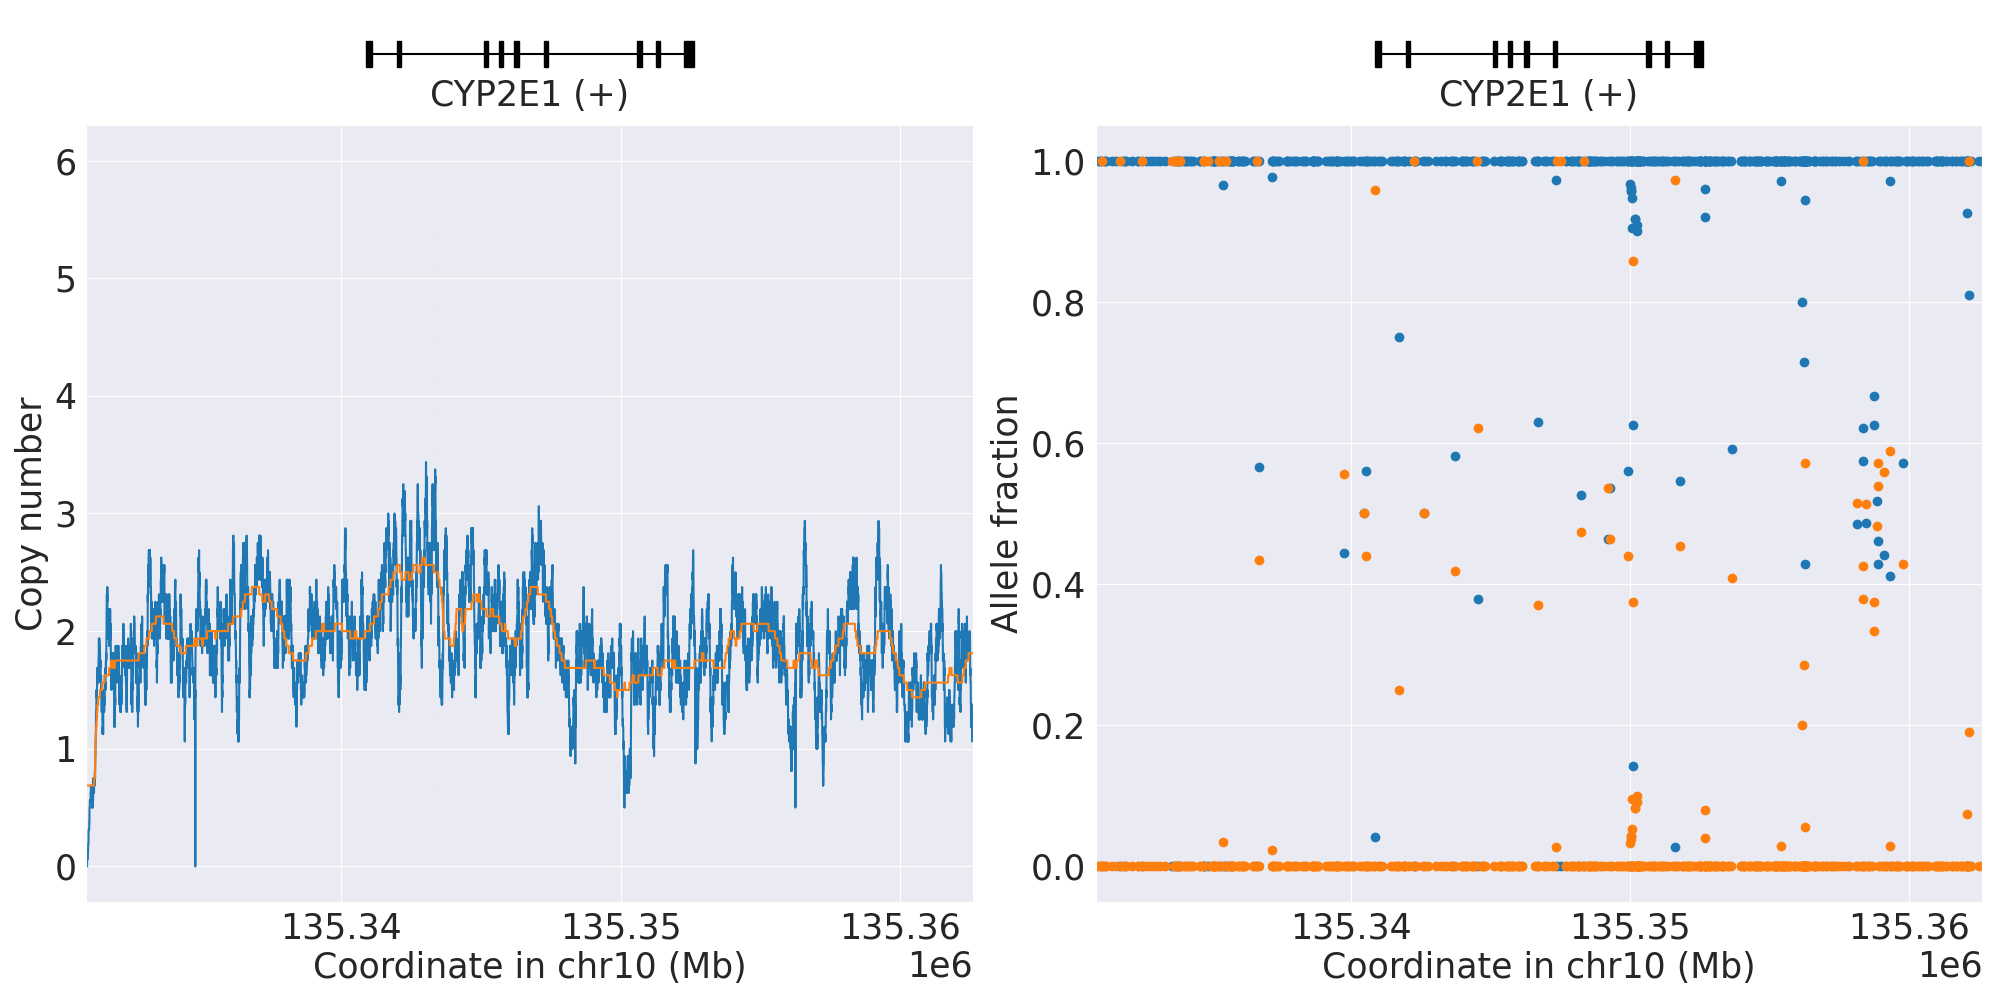 CYP2E1 (+)
6
5
4
3
2
1
0
Copy number
135.34 135.35 135.36
Coordinate in chr10 (Mb)
1e6
CYP2E1 (+)
1.0
0.8
0.6
0.4
0.2
0.0
Allele fraction
135.34 135.35 135.36
Coordinate in chr10 (Mb)
1e6